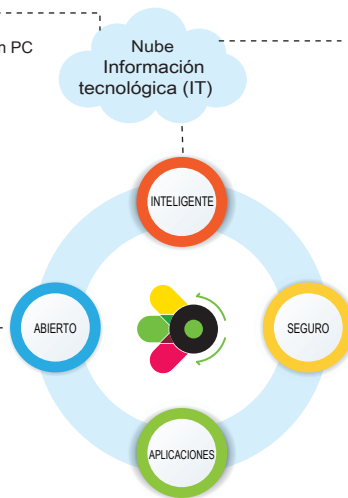 PC
Nube
Información
tecnológica (IT)
INTELIGENTE
ABIERTO
SEGURO
APLICACIONES